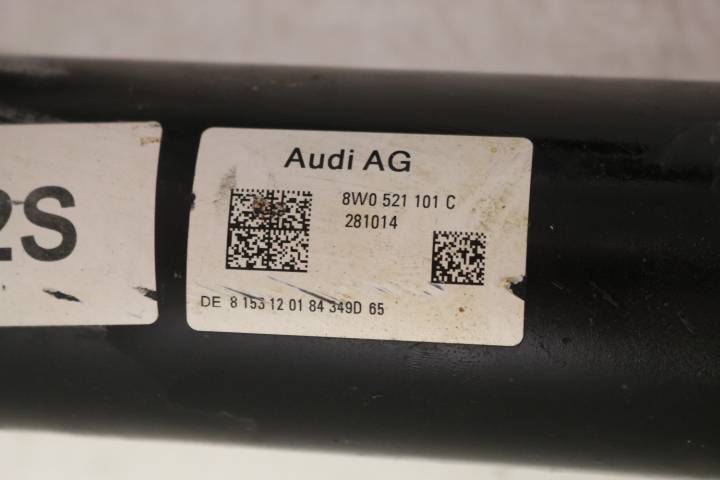 2S
Audi AG
8W0 521 101 C
281014
DE 8 153 12 01 84 349D 65